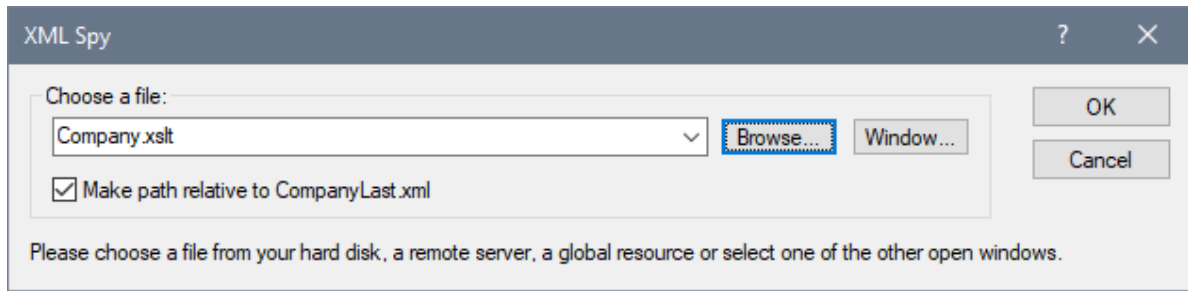 XML Spy
?
Choose a file:
Company.xslt
Browse...
Window...
OK
Cancel
Make path relative to CompanyLast.xml
Please choose a file from your hard disk, a remote server, a global resource or select one of the other open windows.